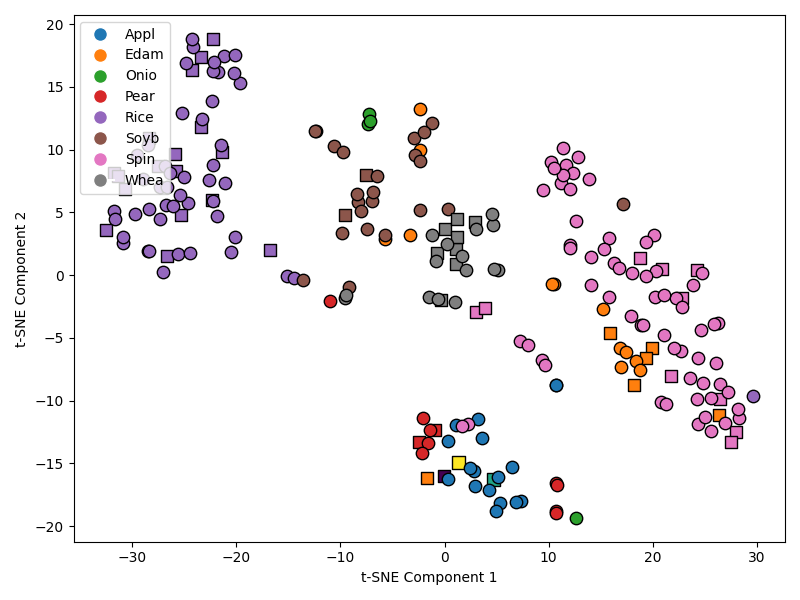 Appl
Edam
Onio
Pear
Rice
Soyb
Spin
Whea
20
15
10
5
0
−5
−10
−15
−20
t-SNE Component 2
−30
−20
−10
0
10
20
30
t-SNE Component 1